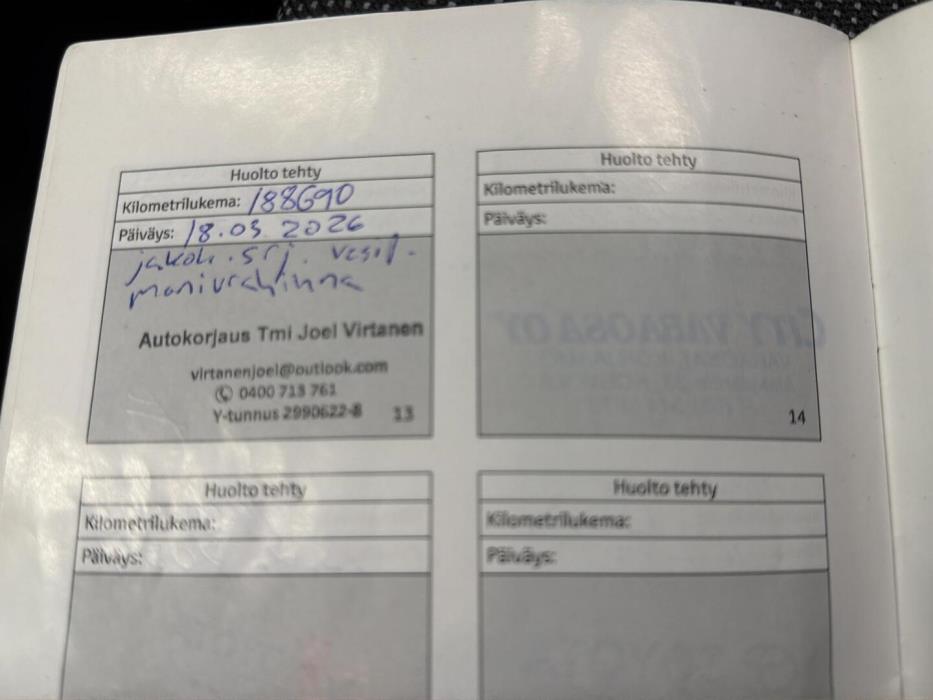 Huolto tehty
Kilometrilukema: 188690
Päiväys: 18.03 2026
jakoh. srj. vesip.
moniurahihna
Autokorjaus Tmi Joel Virtanen
virtanenjoel@outlook.com
0400 713 761
Y-tunnus 2990622-8 13
Huolto tehty
Kilometrilukema:
Päiväys:
14
Huolto tehty
Kilometrilukema:
Päiväys:
Huolto tehty
Kilometrilukema:
Päiväys: